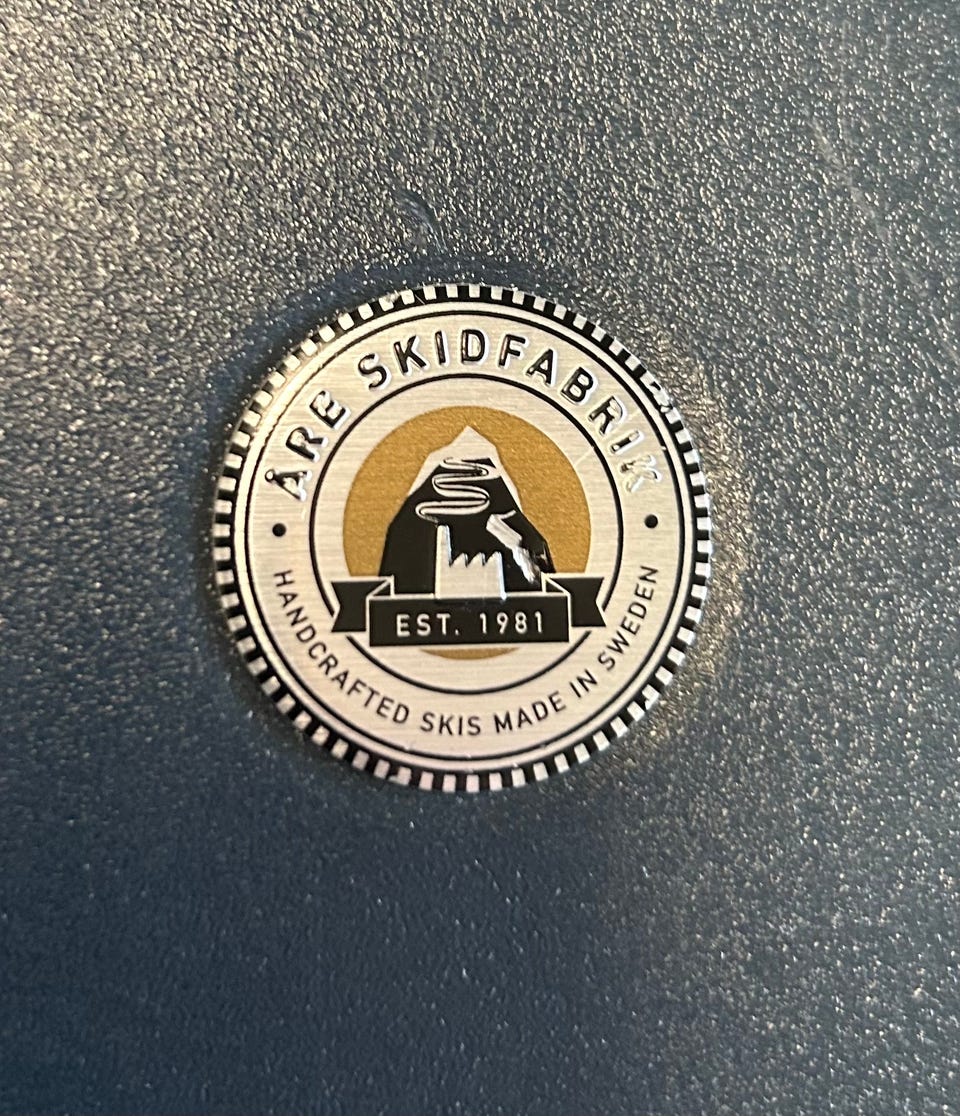 ÅRE SKIDFABRIK
EST. 1981
HANDCRAFTED SKIS MADE IN SWEDEN